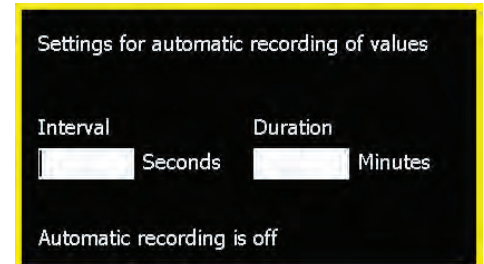 Settings for automatic recording of values
Interval Duration
Seconds Minutes
Automatic recording is off